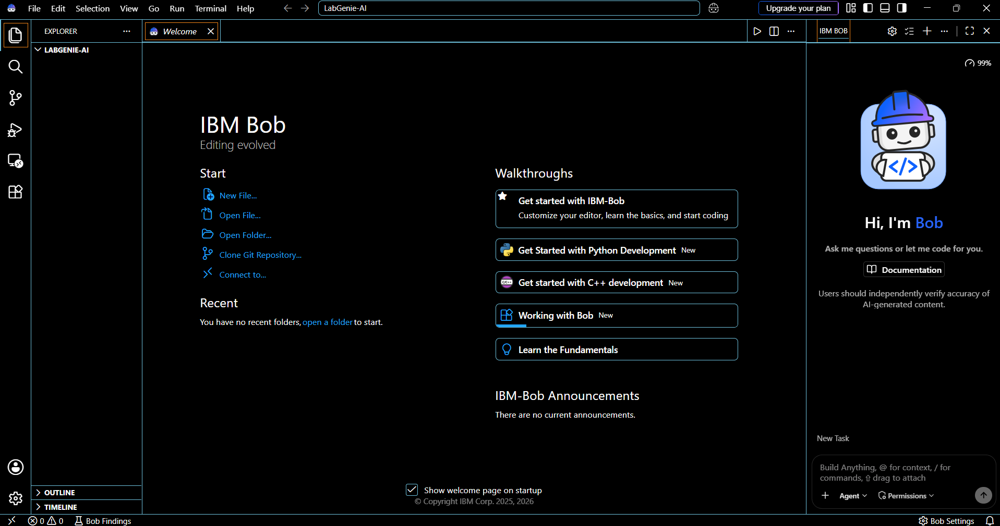 File Edit Selection View Go Run Terminal Help
LabGenie-AI
Upgrade your plan
EXPLORER
LABGENIE-AI
OUTLINE
TIMELINE
Welcome
IBM Bob
Editing evolved
Start
New File...
Open File...
Open Folder...
Clone Git Repository...
Connect to...
Recent
You have no recent folders, open a folder to start.
Walkthroughs
Get started with IBM-Bob
Customize your editor, learn the basics, and start coding
Get Started with Python Development New
C/C++
Get started with C++ development New
Working with Bob New
Learn the Fundamentals
IBM-Bob Announcements
There are no current announcements.
Show welcome page on startup
© Copyright IBM Corp. 2025, 2026
IBM BOB
99%
</>
Hi, I'm Bob
Ask me questions or let me code for you.
Documentation
Users should independently verify accuracy of
AI-generated content.
New Task
Build Anything, @ for context, / for
commands, ⇧ drag to attach
Agent Permissions
0 0 Bob Findings
Bob Settings